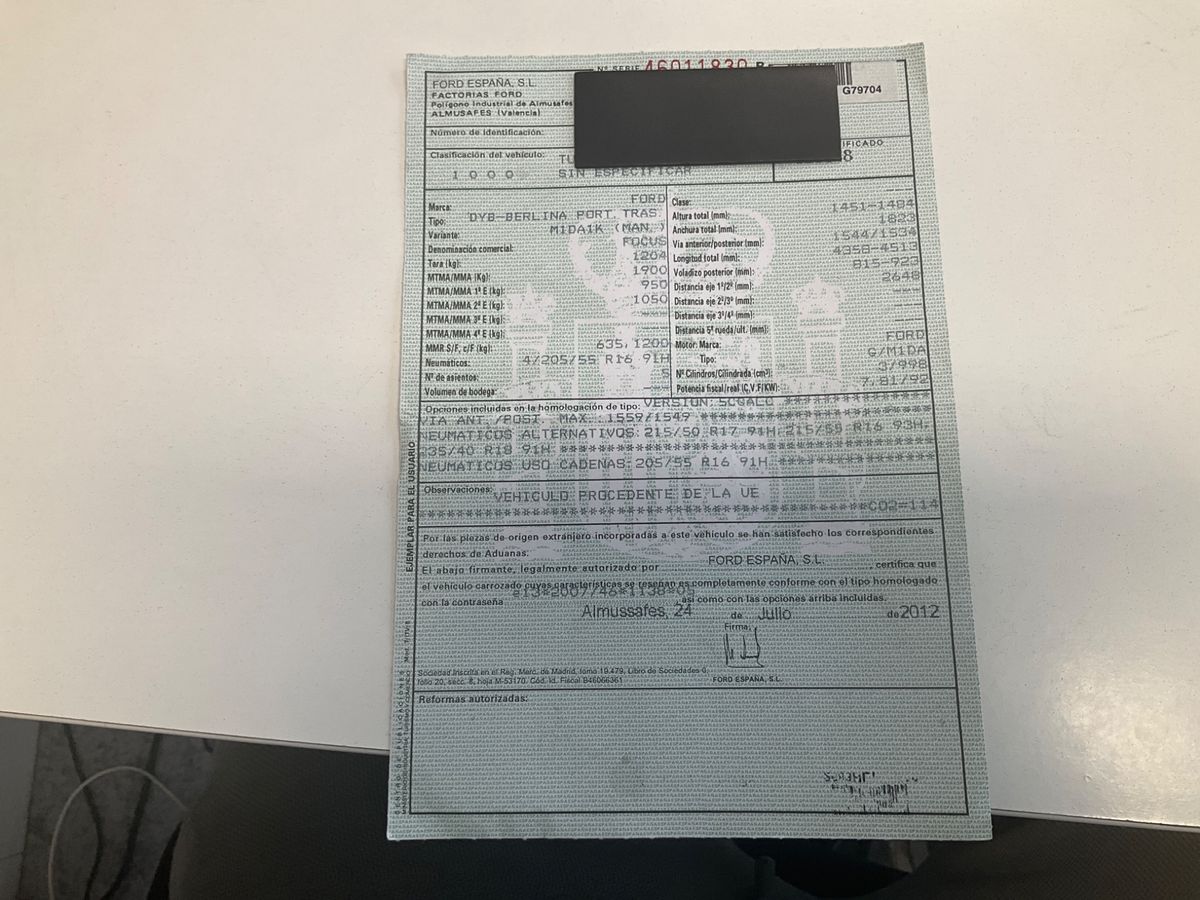 Nº SERIE 46011830
FORD ESPAÑA, S.L.
FACTORIAS FORD
Polígono Industrial de Almusafes
ALMUSAFES (Valencia)
G79704
Número de identificación:
Clasificación del vehículo: TU
1000 SIN ESPECIFICAR
IFICADO
8
Marca: FORD
Tipo: DYB-BERLINA PORT. TRAS.
Variante: M1DA1K (MAN.)
Denominación comercial: FOCUS
Tara (kg): 1204
MTMA/MMA (Kg) 1900
MTMA/MMA 1º E (kg): 950
MTMA/MMA 2º E (kg): 1050
MTMA/MMA 3º E (kg): ---
MTMA/MMA 4º E (kg): ---
MMR S/F, c/F (kg): 635,1200
Neumáticos: 4/205/55 R16 91H
Nº de asientos: 5
Volumen de bodega: ---
Clase: ---
Altura total (mm): 1451-1484
Anchura total (mm): 1823
Vía anterior/posterior (mm): 1544/1534
Longitud total (mm): 4358-4513
Voladizo posterior (mm): 815-923
Distancia eje 1º/2º (mm): 2648
Distancia eje 2º/3º (mm): ---
Distancia eje 3º/4º (mm): ---
Distancia 5ª rueda/ult. (mm): ---
Motor: Marca: FORD
Tipo: G/M1DA
Nº Cilindros/Cilindrada (cm³): 3/998
Potencia fiscal/real (C.V.F/KW): 7,81/92
Opciones incluidas en la homologación de tipo: VERSION: 5CGALC ****************
VIA ANT./POST. MAX. 1559/1549 *************************
NEUMATICOS ALTERNATIVOS: 215/50 R17 91H; 215/55 R16 93H;
235/40 R18 91H *****************************************
NEUMATICOS USO CADENAS: 205/55 R16 91H *****************
Observaciones: VEHICULO PROCEDENTE DE LA UE
************************************************CO2-114
Por las piezas de origen extranjero incorporadas a este vehículo se han satisfecho los correspondientes
derechos de Aduanas:
El abajo firmante, legalmente autorizado por FORD ESPAÑA, S.L. , certifica que
el vehículo carrozado cuyas características se reseñan es completamente conforme con el tipo homologado
con la contraseña e13*2007/46*1138*05 así como con las opciones arriba incluidas.
Almussafes, 24 de Julio de 2012
Firma,
FORD ESPAÑA, S.L.
Sociedad inscrita en el Reg. Merc. de Madrid, tomo 19.479, Libro de Sociedades 0,
folio 20, secc. 8, hoja M-53170. Cód. Id. Fiscal B46066361
Reformas autorizadas:
EJEMPLAR PARA EL USUARIO